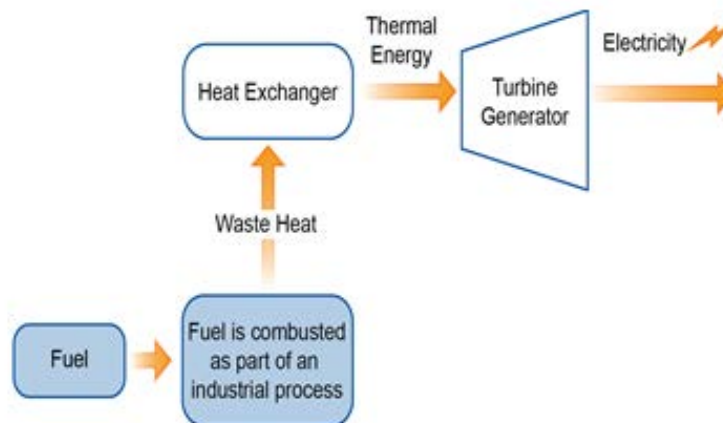 Thermal
Energy
Electricity
Heat Exchanger
Turbine
Generator
Waste Heat
Fuel
Fuel is combusted
as part of an
industrial process